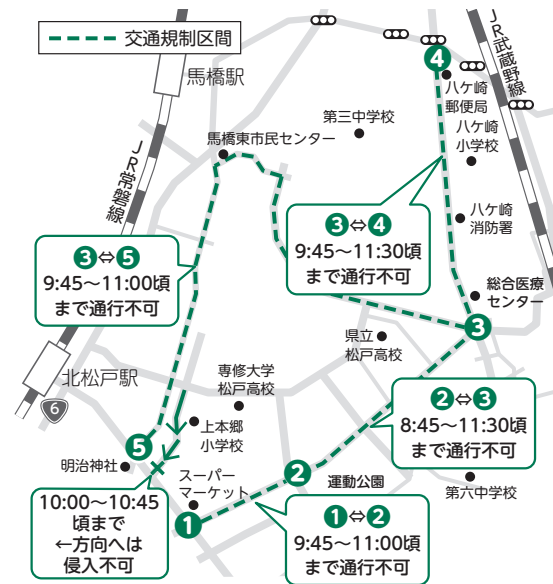 交通規制区間
馬橋駅
JR武蔵野線
4
八ケ崎
郵便局
第三中学校
八ケ崎
小学校
馬橋東市民センター
JR常磐線
3⇔4
9:45～11:30頃
まで通行不可
八ケ崎
消防署
3⇔5
9:45～11:00頃
まで通行不可
総合医療
センター
3
県立
松戸高校
北松戸駅
専修大学
松戸高校
6
2⇔3
8:45～11:30頃
まで通行不可
上本郷
小学校
5
明治神社
スーパー
マーケット
2
運動公園
第六中学校
10:00～10:45
頃まで
←方向へは
侵入不可
1
1⇔2
9:45～11:00頃
まで通行不可